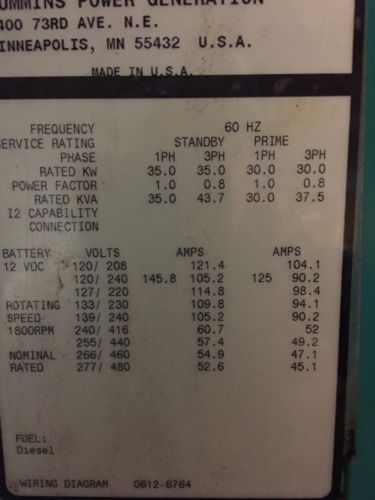 CUMMINS POWER GENERATION
400 73RD AVE. N.E.
MINNEAPOLIS, MN 55432 U.S.A.
MADE IN U.S.A.
FREQUENCY 60 HZ
SERVICE RATING STANDBY PRIME
PHASE 1PH 3PH 1PH 3PH
RATED KW 35.0 35.0 30.0 30.0
POWER FACTOR 1.0 0.8 1.0 0.8
RATED KVA 35.0 43.7 30.0 37.5
I2 CAPABILITY
CONNECTION
BATTERY VOLTS AMPS AMPS
12 VDC 120/ 208 121.4 104.1
120/ 240 145.8 105.2 125 90.2
127/ 220 114.8 98.4
ROTATING 133/ 230 109.8 94.1
SPEED 139/ 240 105.2 90.2
1800RPM 240/ 416 60.7 52
255/ 440 57.4 49.2
NOMINAL 266/ 460 54.9 47.1
RATED 277/ 480 52.6 45.1
FUEL:
Diesel
WIRING DIAGRAM 0612-6764